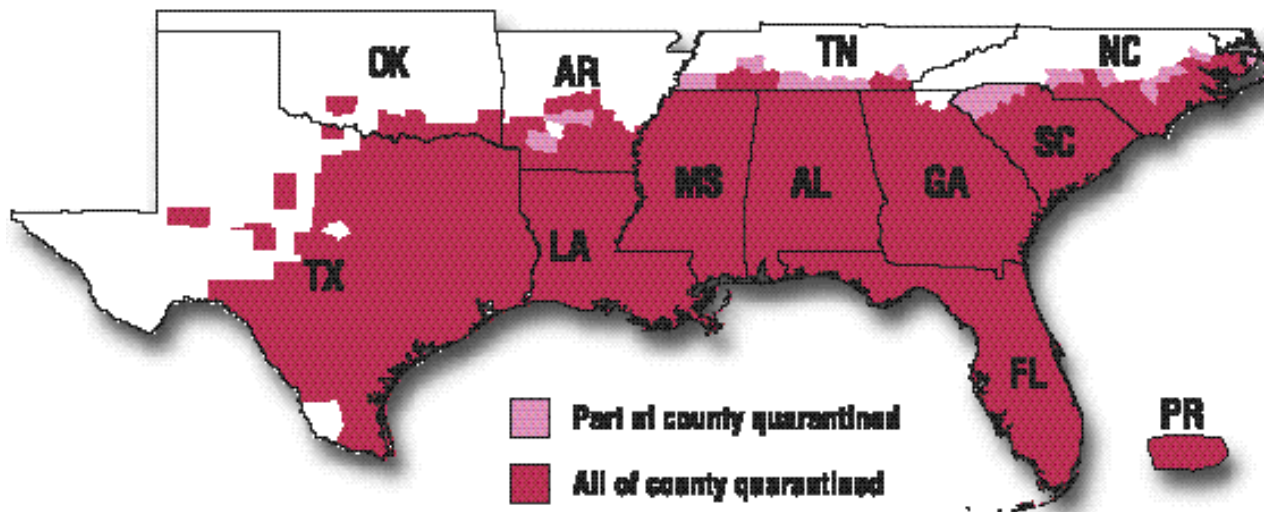 OK
AR
TN
NC
SC
MS
AL
GA
LA
TX
FL
PR
Part of county quarantined
All of county quarantined